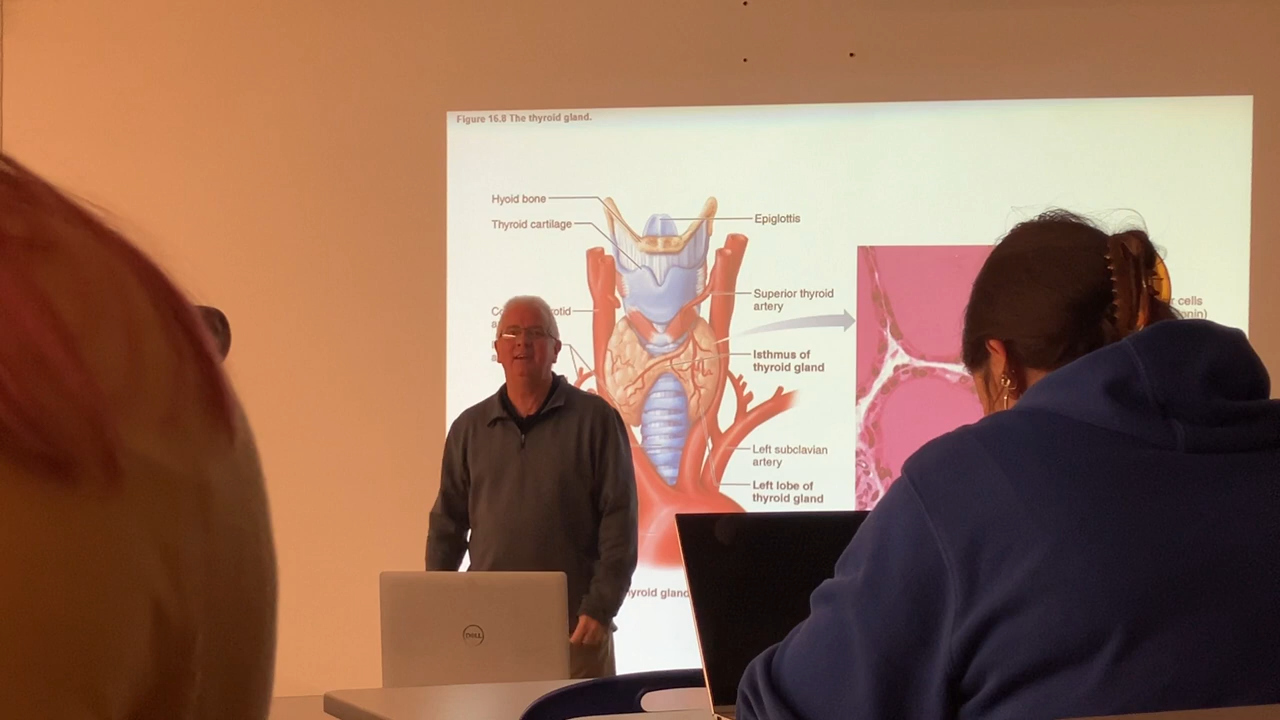 Figure 16.8 The thyroid gland.
Hyoid bone
Thyroid cartilage
Epiglottis
Superior thyroid
artery
Isthmus of
thyroid gland
Left subclavian
artery
Left lobe of
thyroid gland
cells
DELL